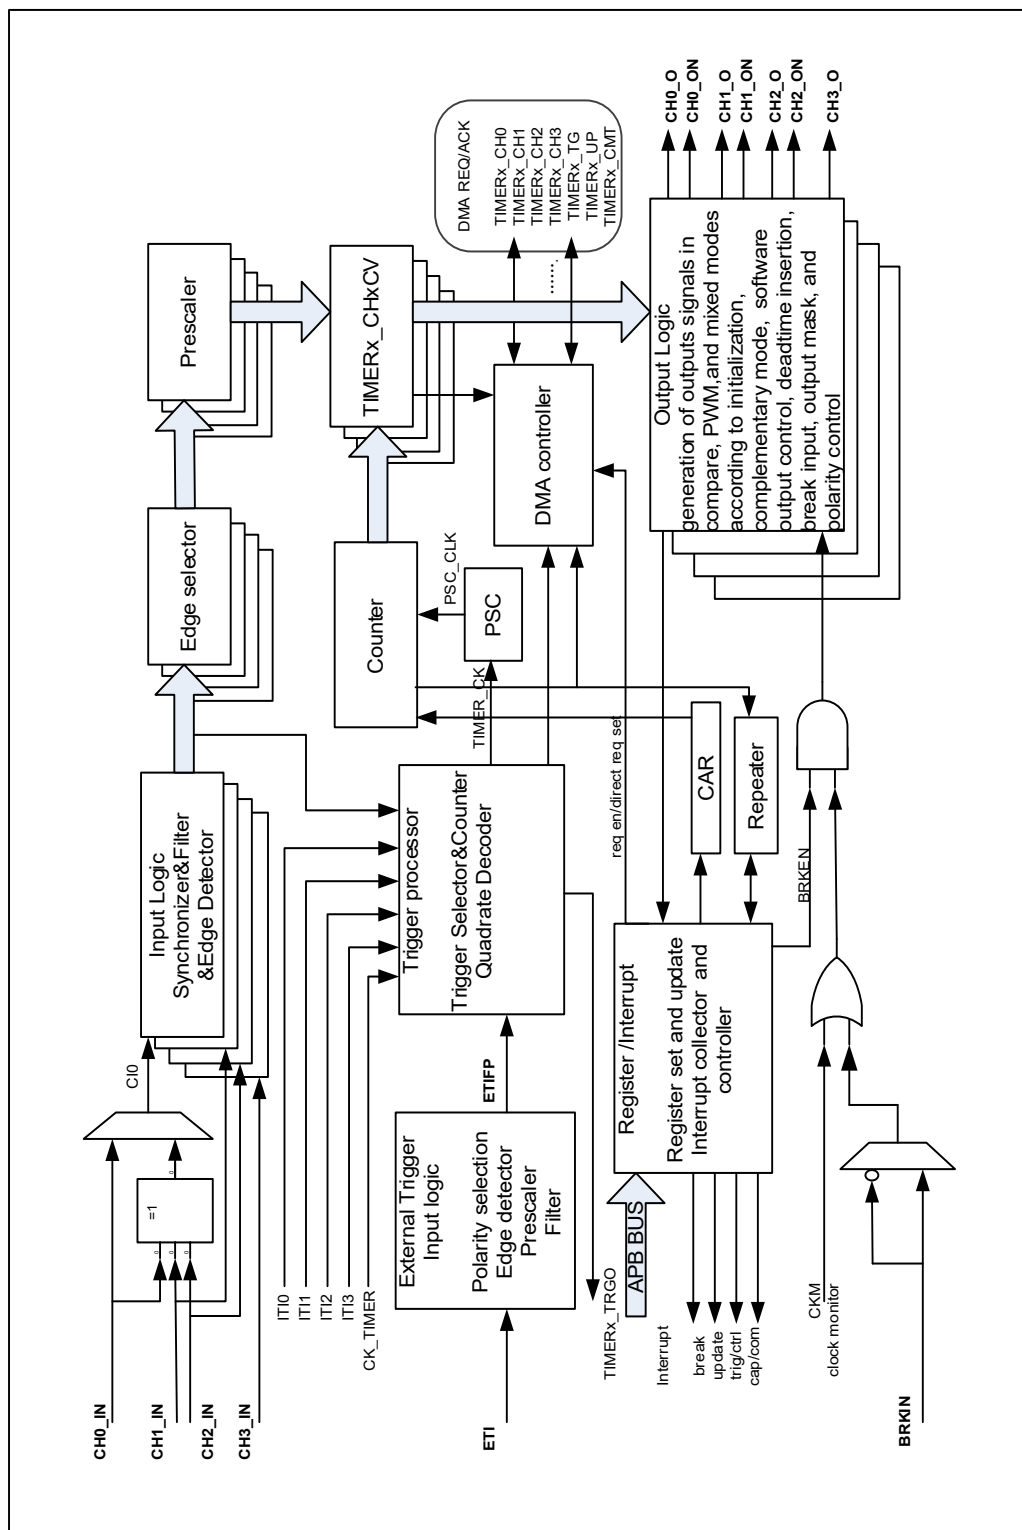 CH0_IN
CH1_IN
CH2_IN
CH3_IN
=1
0
0
0
0
CI0
Input Logic
Synchronizer&Filter
&Edge Detector
Edge selector
Prescaler
ITI0
ITI1
ITI2
ITI3
CK_TIMER
Trigger processor
Trigger Selector&Counter
Quadrate Decoder
Counter
TIMERx_CHxCV
TIMER_CK
PSC
PSC_CLK
DMA controller
DMA REQ/ACK
TIMERx_CH0
TIMERx_CH1
TIMERx_CH2
TIMERx_CH3
TIMERx_TG
TIMERx_UP
TIMERx_CMT
......
ETI
External Trigger
Input logic
Polarity selection
Edge detector
Prescaler
Filter
ETIFP
TIMERx_TRGO
APB BUS
Interrupt
break
update
trig/ctrl
cap/com
Register /Interrupt
Register set and update
Interrupt collector and
controller
req en/direct req set
CAR
Repeater
BRKEN
CKM
clock monitor
BRKIN
Output Logic
generation of outputs signals in
compare, PWM,and mixed modes
according to initialization,
complementary mode, software
output control, deadtime insertion,
break input, output mask, and
polarity control
CH0_O
CH0_ON
CH1_O
CH1_ON
CH2_O
CH2_ON
CH3_O